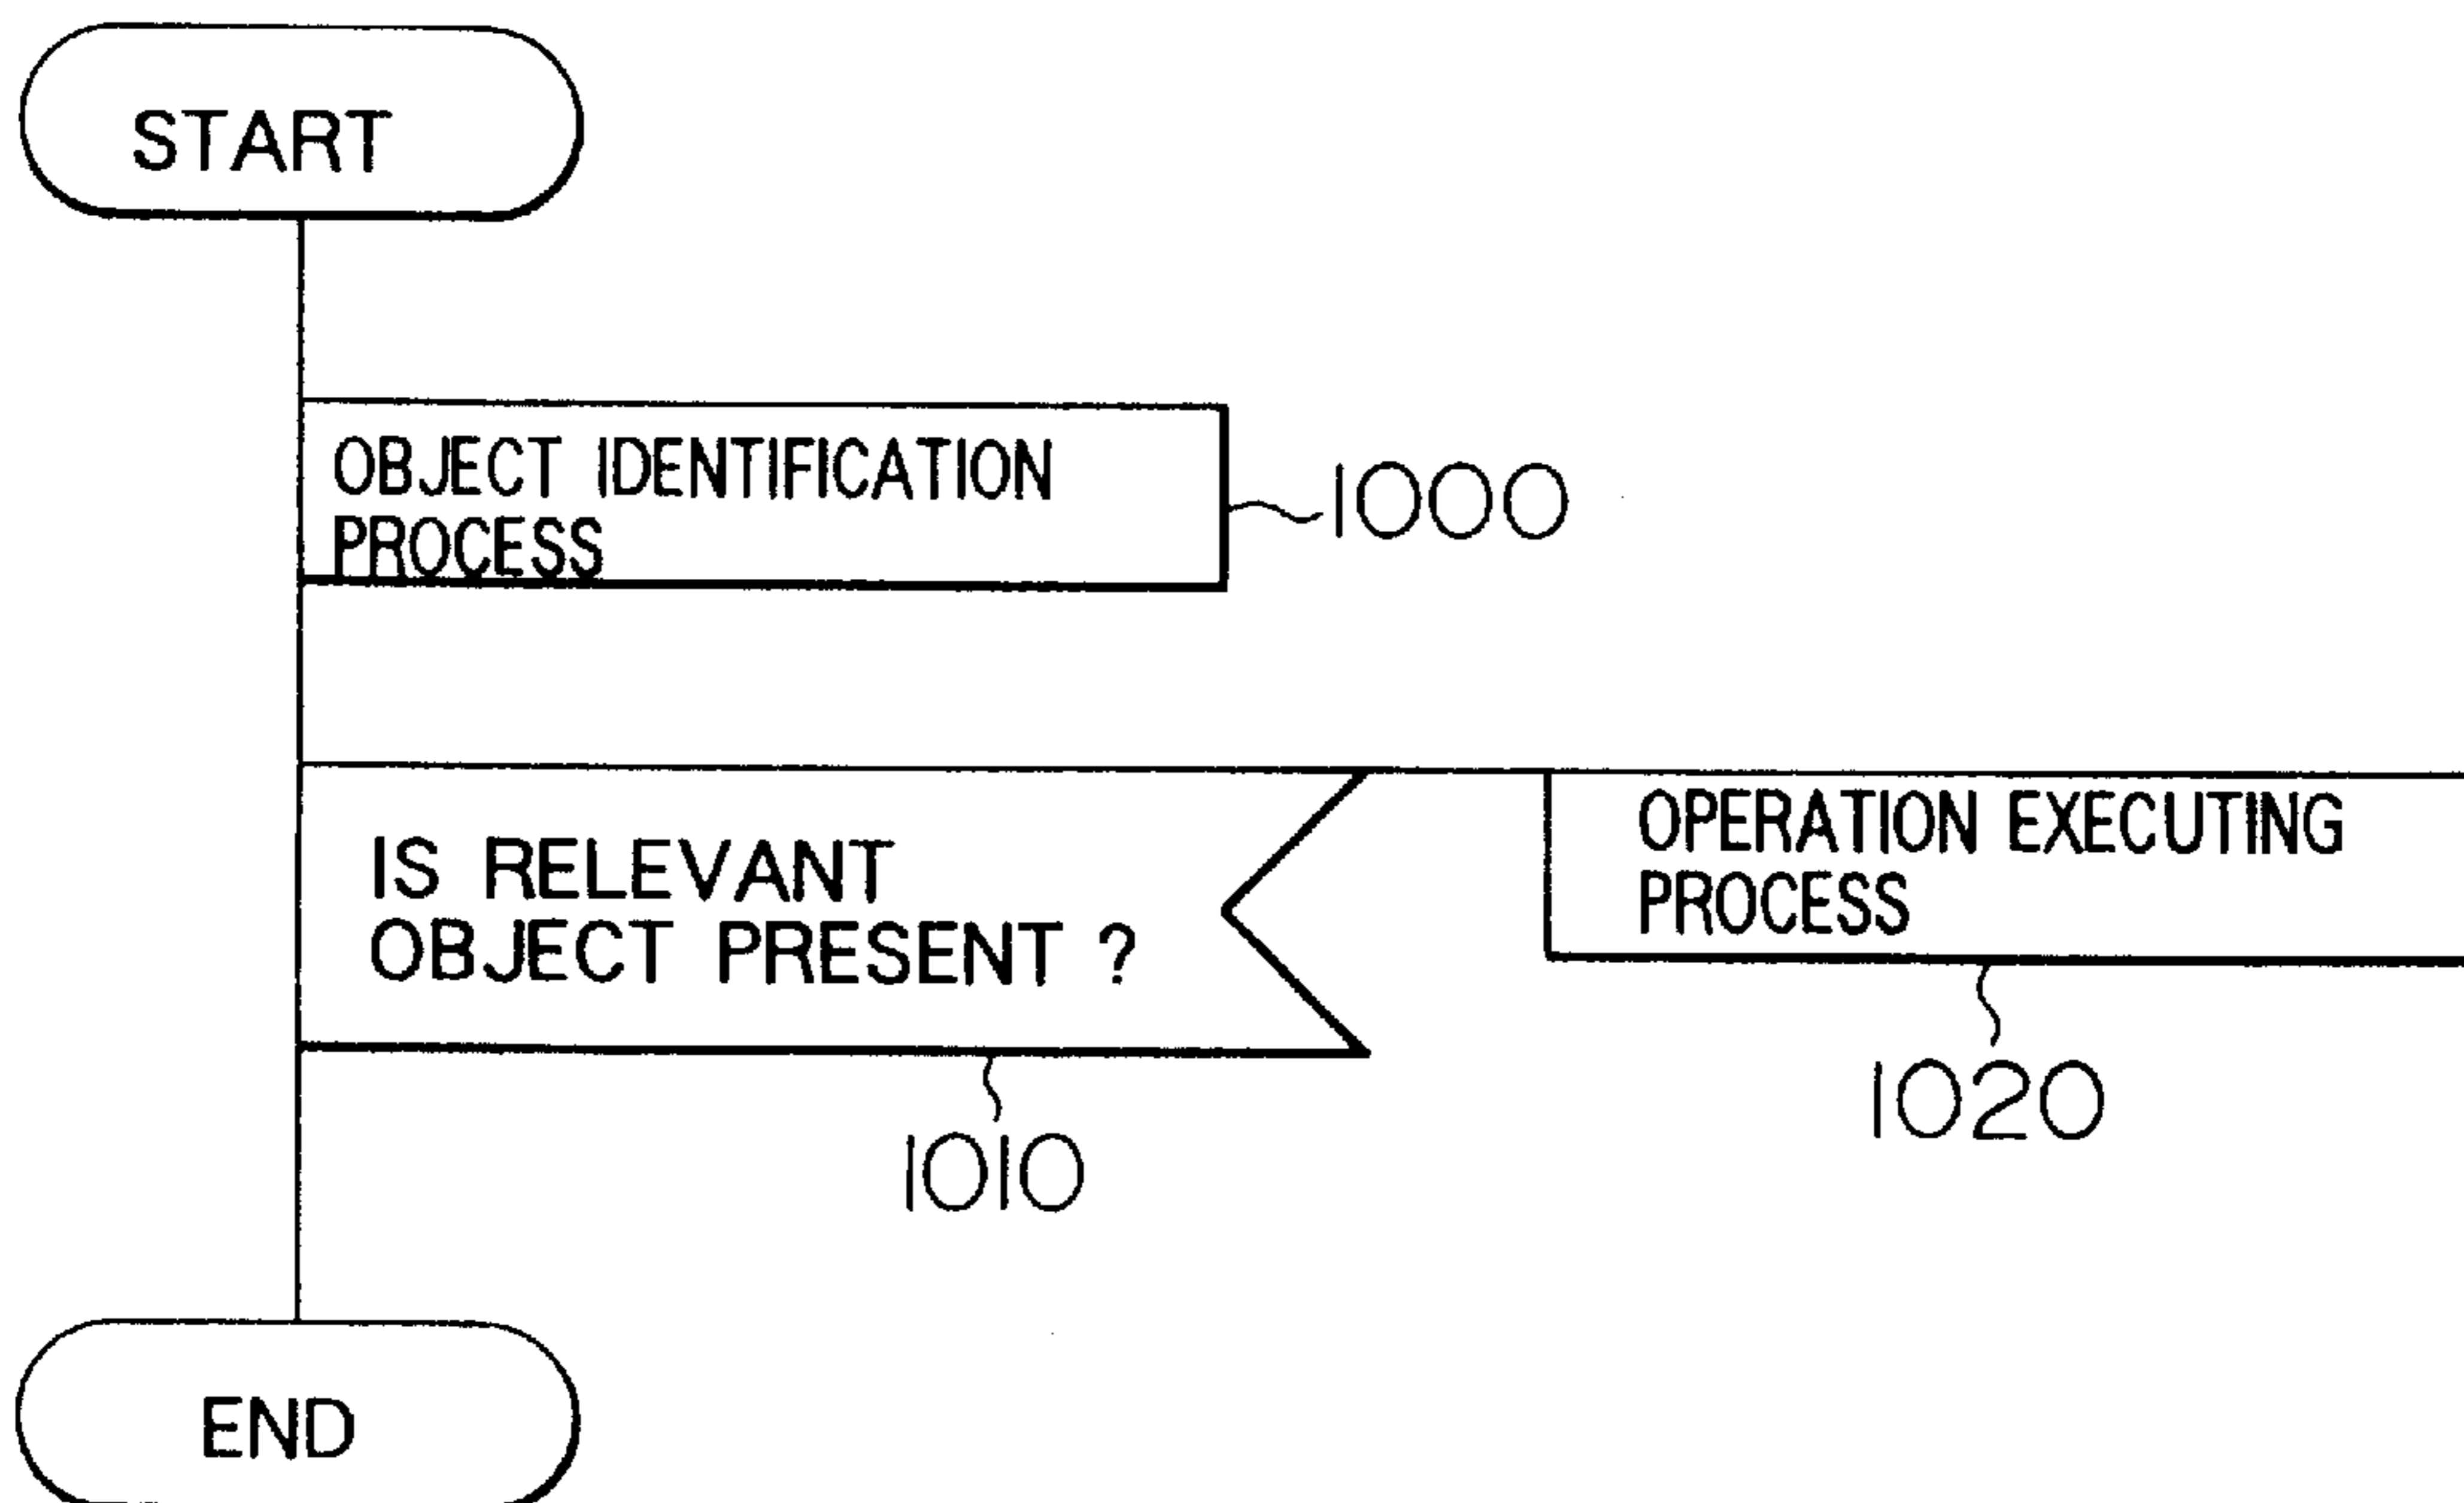 START
OBJECT IDENTIFICATION
PROCESS
1000
IS RELEVANT
OBJECT PRESENT ?
1010
OPERATION EXECUTING
PROCESS
1020
END